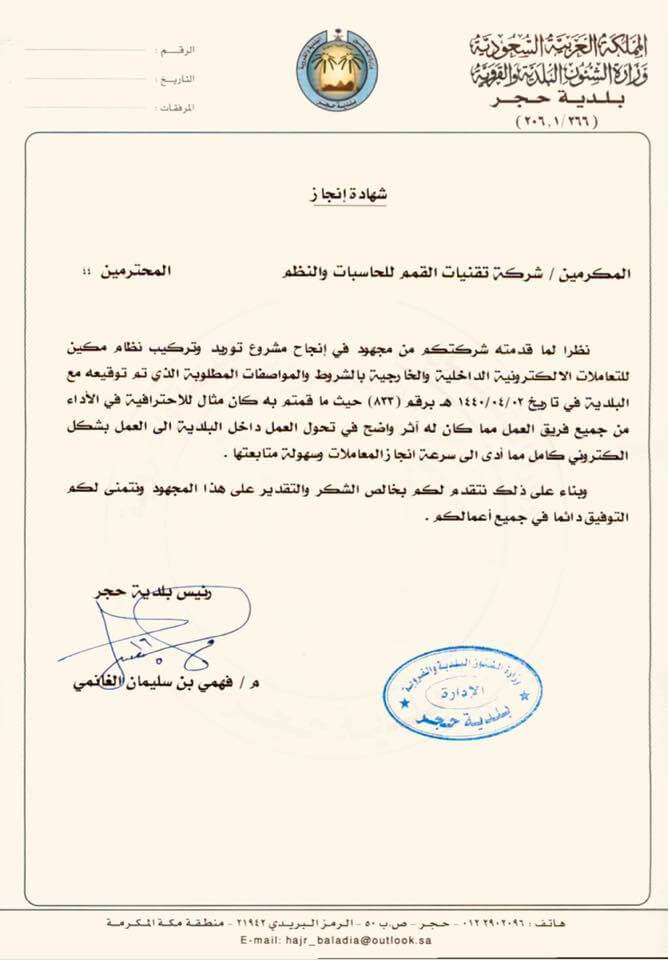 المملكة العربية السعودية
وزارة الشئون البلدية والقروية
بلدية حجر
( ٢٠٦,١/٢٦٦ )
الرقم :
التاريخ :
المرفقات :
بلدية حجر
شهادة إنجاز
المكرمين / شركة تقنيات القمم للحاسبات والنظم المحترمين ,,
نظرا لما قدمته شركتكم من مجهود في إنجاح مشروع توريد وتركيب نظام مكين
للتعاملات الالكترونية الداخلية والخارجية بالشروط والمواصفات المطلوبة الذي تم توقيعه مع
البلدية في تاريخ ١٤٤٠/٠٤/٠٢ هـ برقم (٨٣٣) حيث ما قمتم به كان مثال للاحترافية في الأداء
من جميع فريق العمل مما كان له أثر واضح في تحول العمل داخل البلدية الى العمل بشكل
الكتروني كامل مما أدى الى سرعة انجاز المعاملات وسهولة متابعتها .
وبناء على ذلك نتقدم لكم بخالص الشكر والتقدير على هذا المجهود ونتمنى لكم
التوفيق دائما في جميع أعمالكم .
رئيس بلدية حجر
م / فهمي بن سليمان الغانمي
وزارة الشئون البلدية والقروية
الإدارة
بلدية حجر
هاتف : ٠١٢٢٩٠٢٠٩٦ - حجر - ص.ب ٥٠ - الرمز البريدي ٢١٩٤٢ - منطقة مكة المكرمة
E-mail: hajr_baladia@outlook.sa